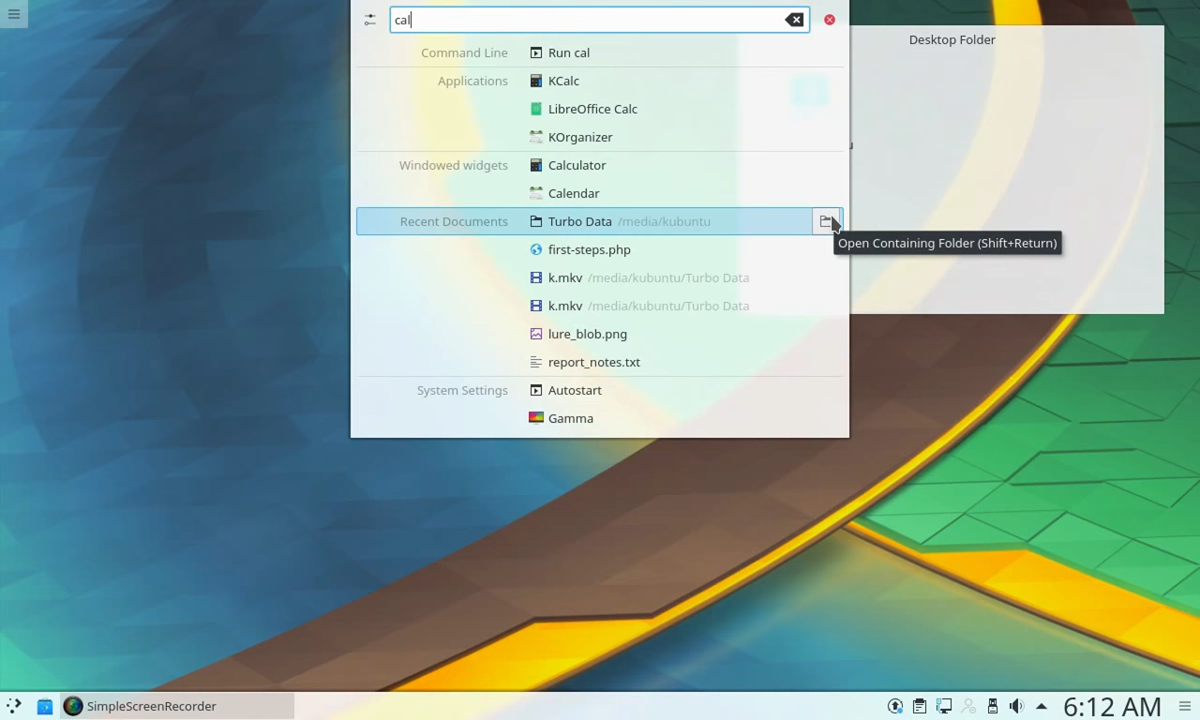 cal
Desktop Folder
Command Line Run cal
Applications KCalc
LibreOffice Calc
KOrganizer
Windowed widgets Calculator
Calendar
Recent Documents Turbo Data /media/kubuntu
Open Containing Folder (Shift+Return)
first-steps.php
k.mkv /media/kubuntu/Turbo Data
k.mkv /media/kubuntu/Turbo Data
lure_blob.png
report_notes.txt
System Settings Autostart
Gamma
SimpleScreenRecorder
6:12 AM